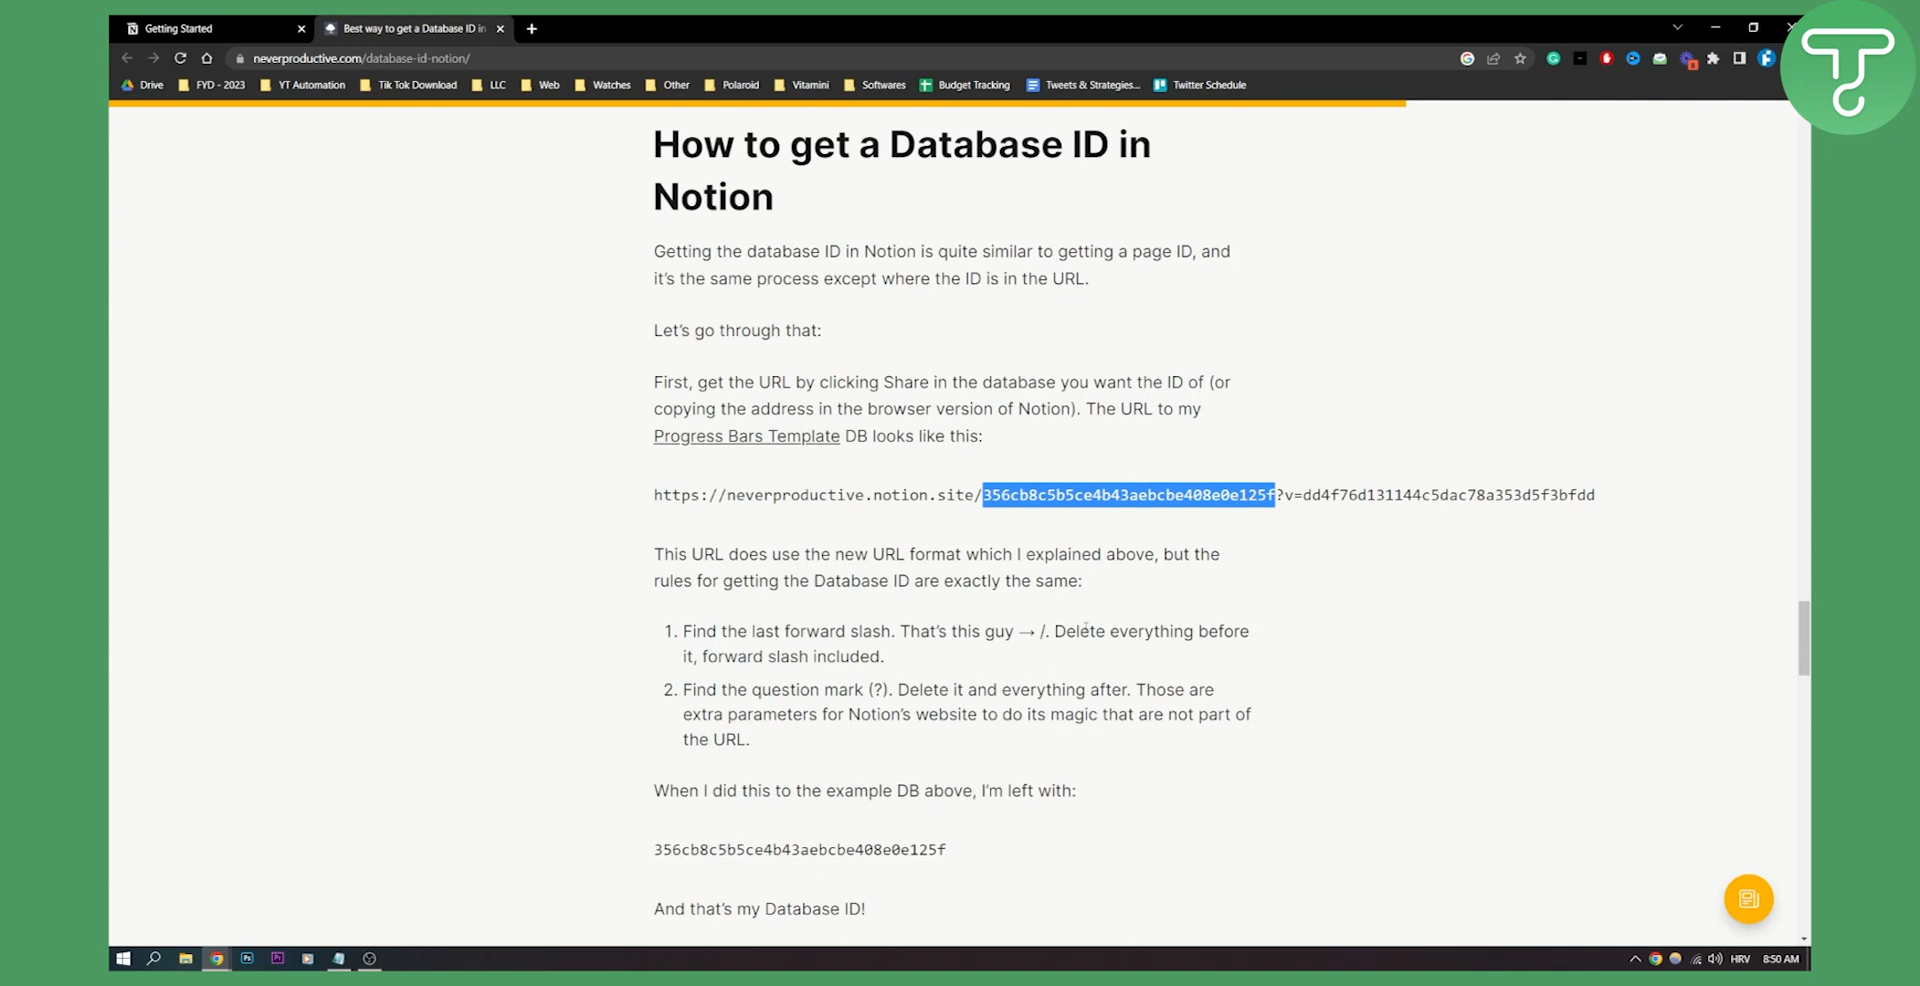 Getting Started
Best way to get a Database ID in
neverproductive.com/database-id-notion/
Drive
FYD - 2023
YT Automation
Tik Tok Download
LLC
Web
Watches
Other
Polaroid
Vitamini
Softwares
Budget Tracking
Tweets & Strategies...
Twitter Schedule
How to get a Database ID in
Notion
Getting the database ID in Notion is quite similar to getting a page ID, and
it's the same process except where the ID is in the URL.
Let's go through that:
First, get the URL by clicking Share in the database you want the ID of (or
copying the address in the browser version of Notion). The URL to my
Progress Bars Template DB looks like this:
https://neverproductive.notion.site/356cb8c5b5ce4b43aebcbe408e0e125f?v=dd4f76d131144c5dac78a353d5f3bfdd
This URL does use the new URL format which I explained above, but the
rules for getting the Database ID are exactly the same:
1. Find the last forward slash. That's this guy → /. Delete everything before
it, forward slash included.
2. Find the question mark (?). Delete it and everything after. Those are
extra parameters for Notion's website to do its magic that are not part of
the URL.
When I did this to the example DB above, I'm left with:
356cb8c5b5ce4b43aebcbe408e0e125f
And that's my Database ID!
Ps
Pr
HRV
8:50 AM